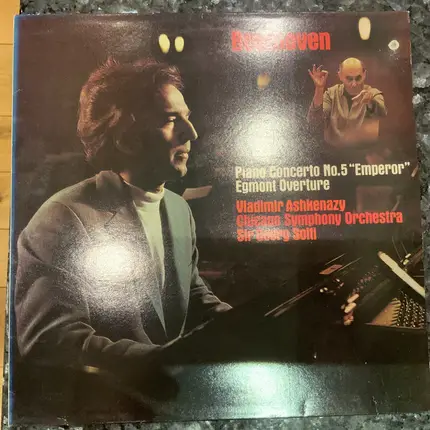 Beethoven
Piano Concerto No.5 "Emperor"
Egmont Overture
Vladimir Ashkenazy
Chicago Symphony Orchestra
Sir Georg Solti